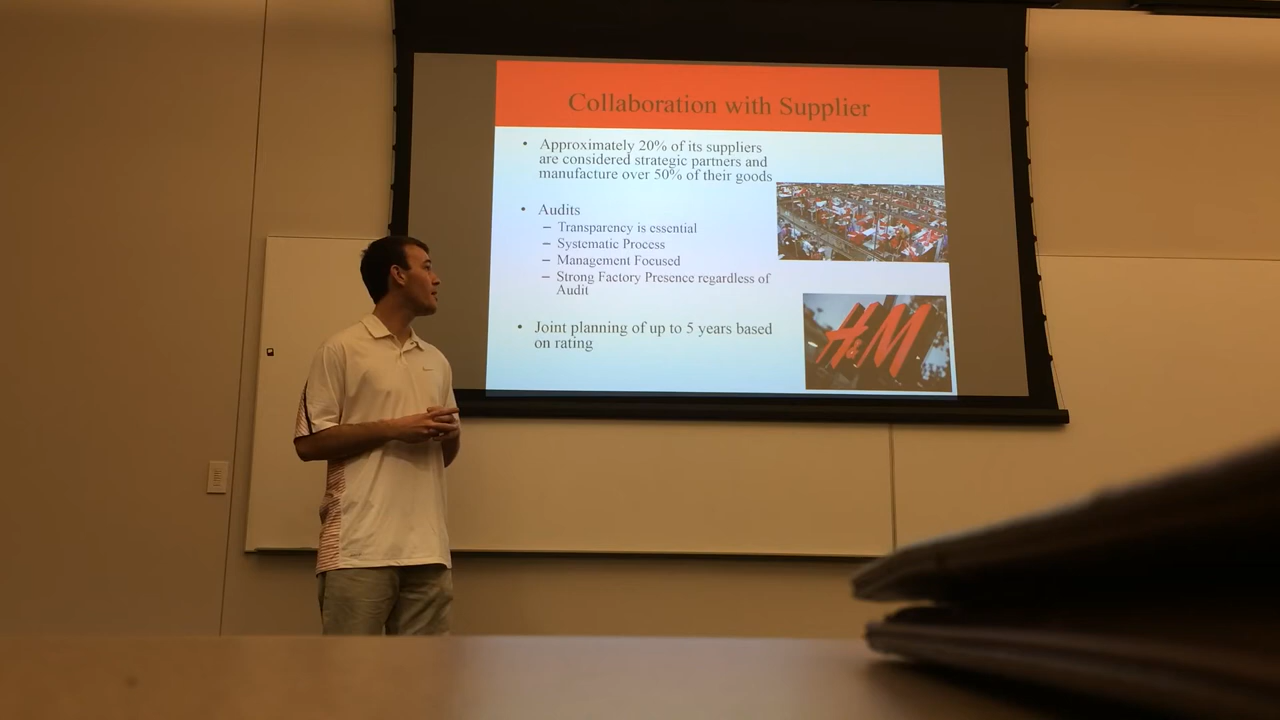 Collaboration with Supplier
• Approximately 20% of its suppliers
are considered strategic partners and
manufacture over 50% of their goods
• Audits
– Transparency is essential
– Systematic Process
– Management Focused
– Strong Factory Presence regardless of
Audit
• Joint planning of up to 5 years based
on rating
H&M